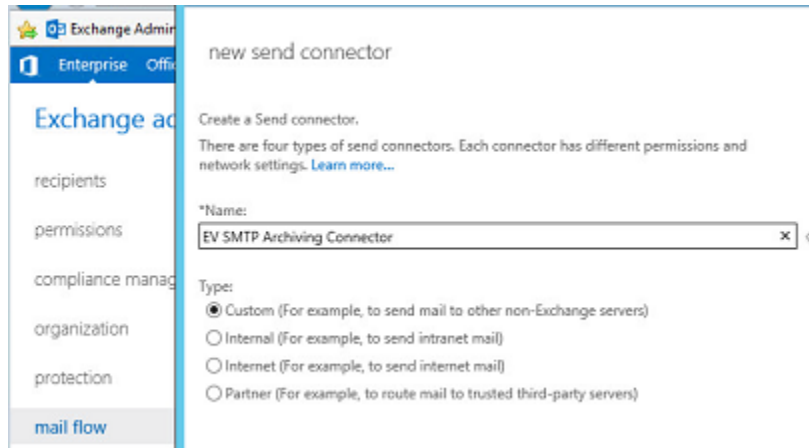 Exchange Admin
Enterprise Offic
Exchange ad
recipients
permissions
compliance manag
organization
protection
mail flow
new send connector
Create a Send connector.
There are four types of send connectors. Each connector has different permissions and
network settings. Learn more...
*Name:
EV SMTP Archiving Connector
Type:
Custom (For example, to send mail to other non-Exchange servers)
Internal (For example, to send intranet mail)
Internet (For example, to send internet mail)
Partner (For example, to route mail to trusted third-party servers)